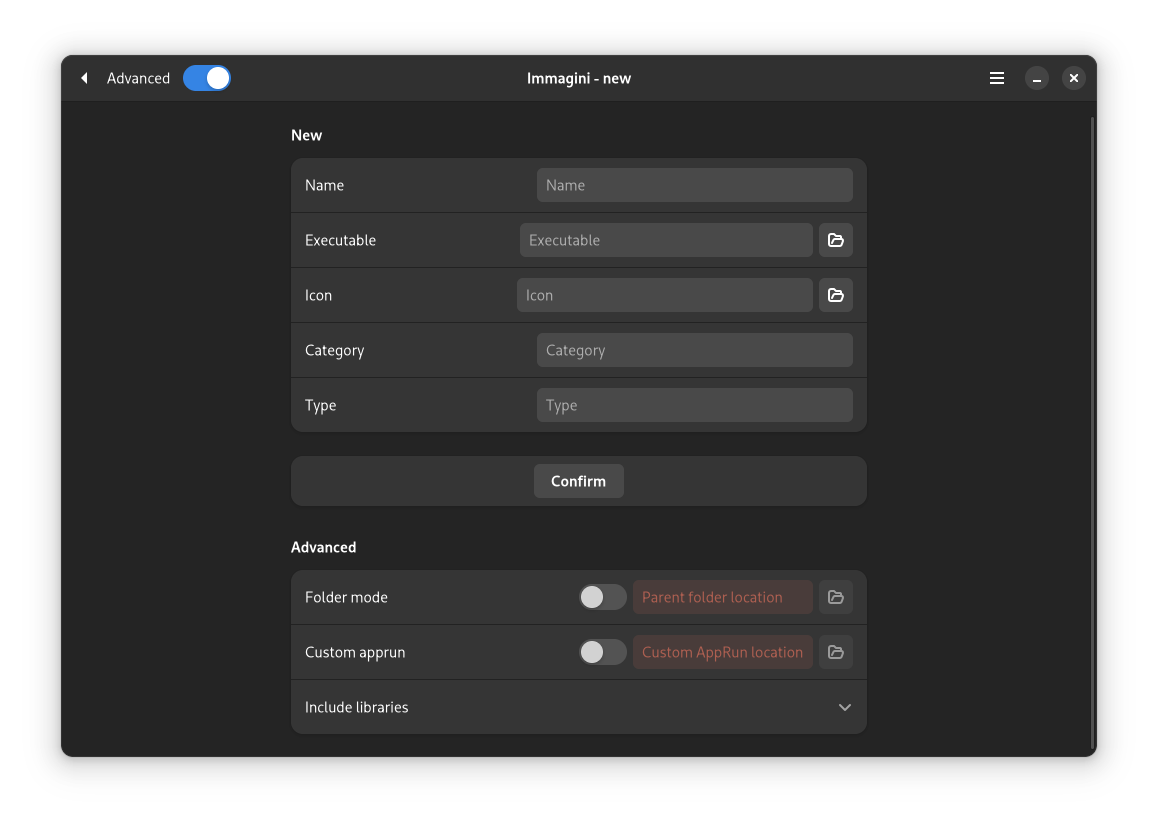 Advanced
Immagini - new
New
Name Name
Executable Executable
Icon Icon
Category Category
Type Type
Confirm
Advanced
Folder mode Parent folder location
Custom apprun Custom AppRun location
Include libraries